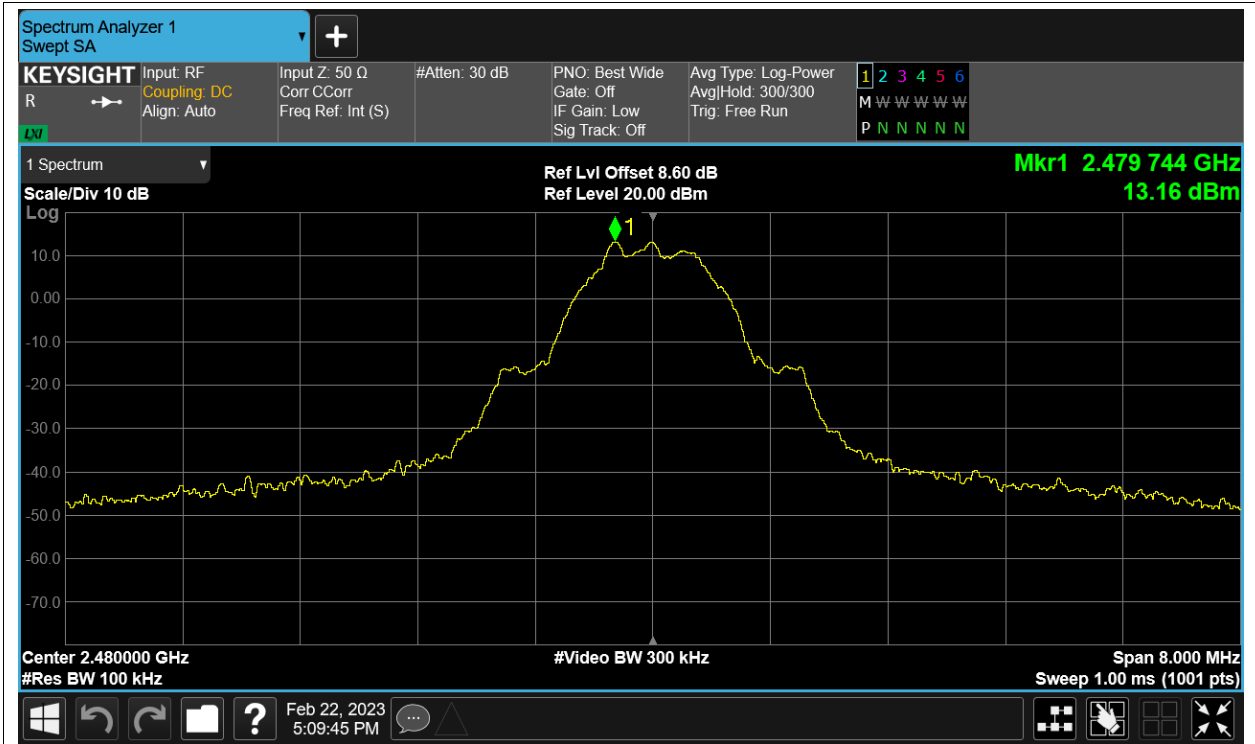 Spectrum Analyzer 1
Swept SA
KEYSIGHT
R
LXI
Input: RF
Coupling: DC
Align: Auto
Input Z: 50 Ω
Corr CCorr
Freq Ref: Int (S)
#Atten: 30 dB
PNO: Best Wide
Gate: Off
IF Gain: Low
Sig Track: Off
Avg Type: Log-Power
Avg|Hold: 300/300
Trig: Free Run
1 2 3 4 5 6
M W W W W W
P N N N N N
1 Spectrum
Scale/Div 10 dB
Log
Ref Lvl Offset 8.60 dB
Ref Level 20.00 dBm
Mkr1 2.479 744 GHz
13.16 dBm
1
10.0
0.00
-10.0
-20.0
-30.0
-40.0
-50.0
-60.0
-70.0
Center 2.480000 GHz
#Res BW 100 kHz
#Video BW 300 kHz
Span 8.000 MHz
Sweep 1.00 ms (1001 pts)
?
Feb 22, 2023
5:09:45 PM